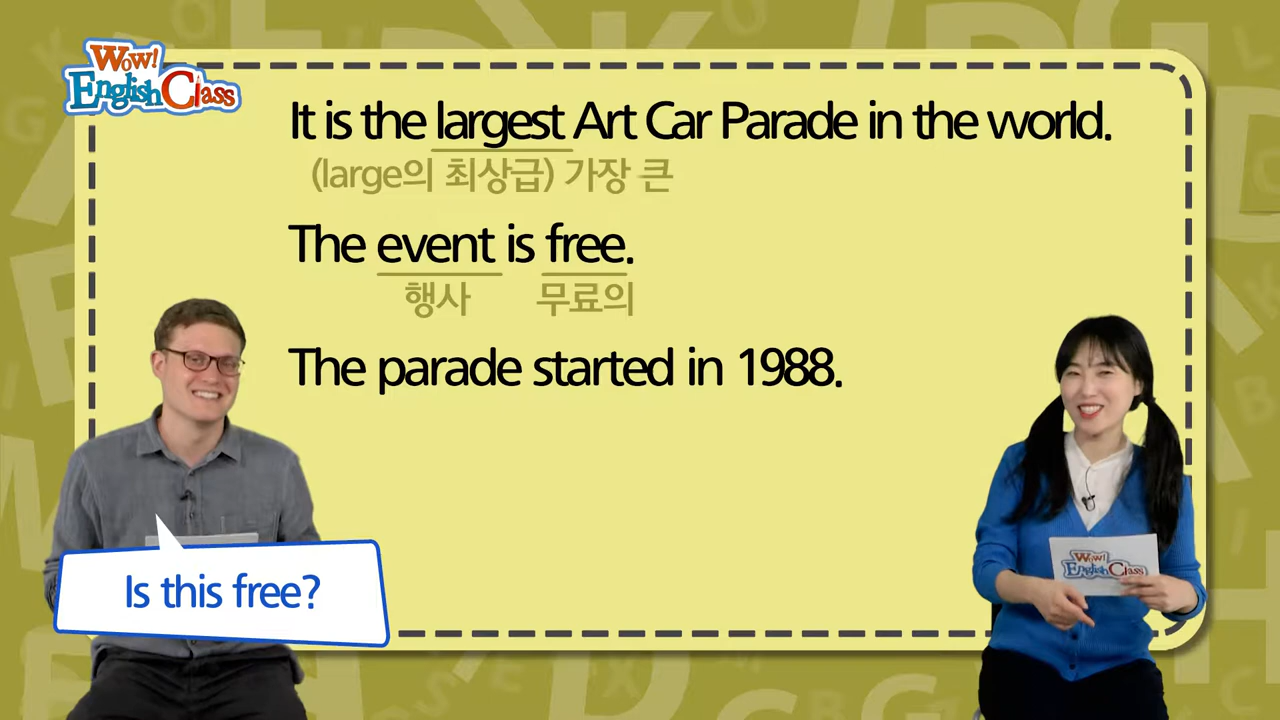 Wow!
English Class
It is the largest Art Car Parade in the world.
(large의 최상급) 가장 큰
The event is free.
행사 무료의
The parade started in 1988.
Is this free?
Wow!
English Class